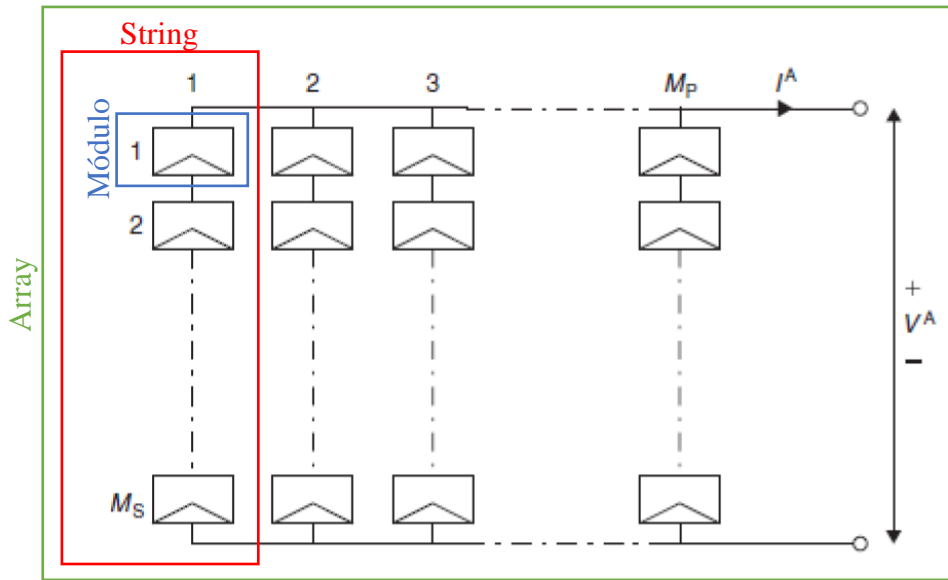 String
1 2 3 M_P I^A
Módulo
1
2
Array
+
V^A
−
M_S